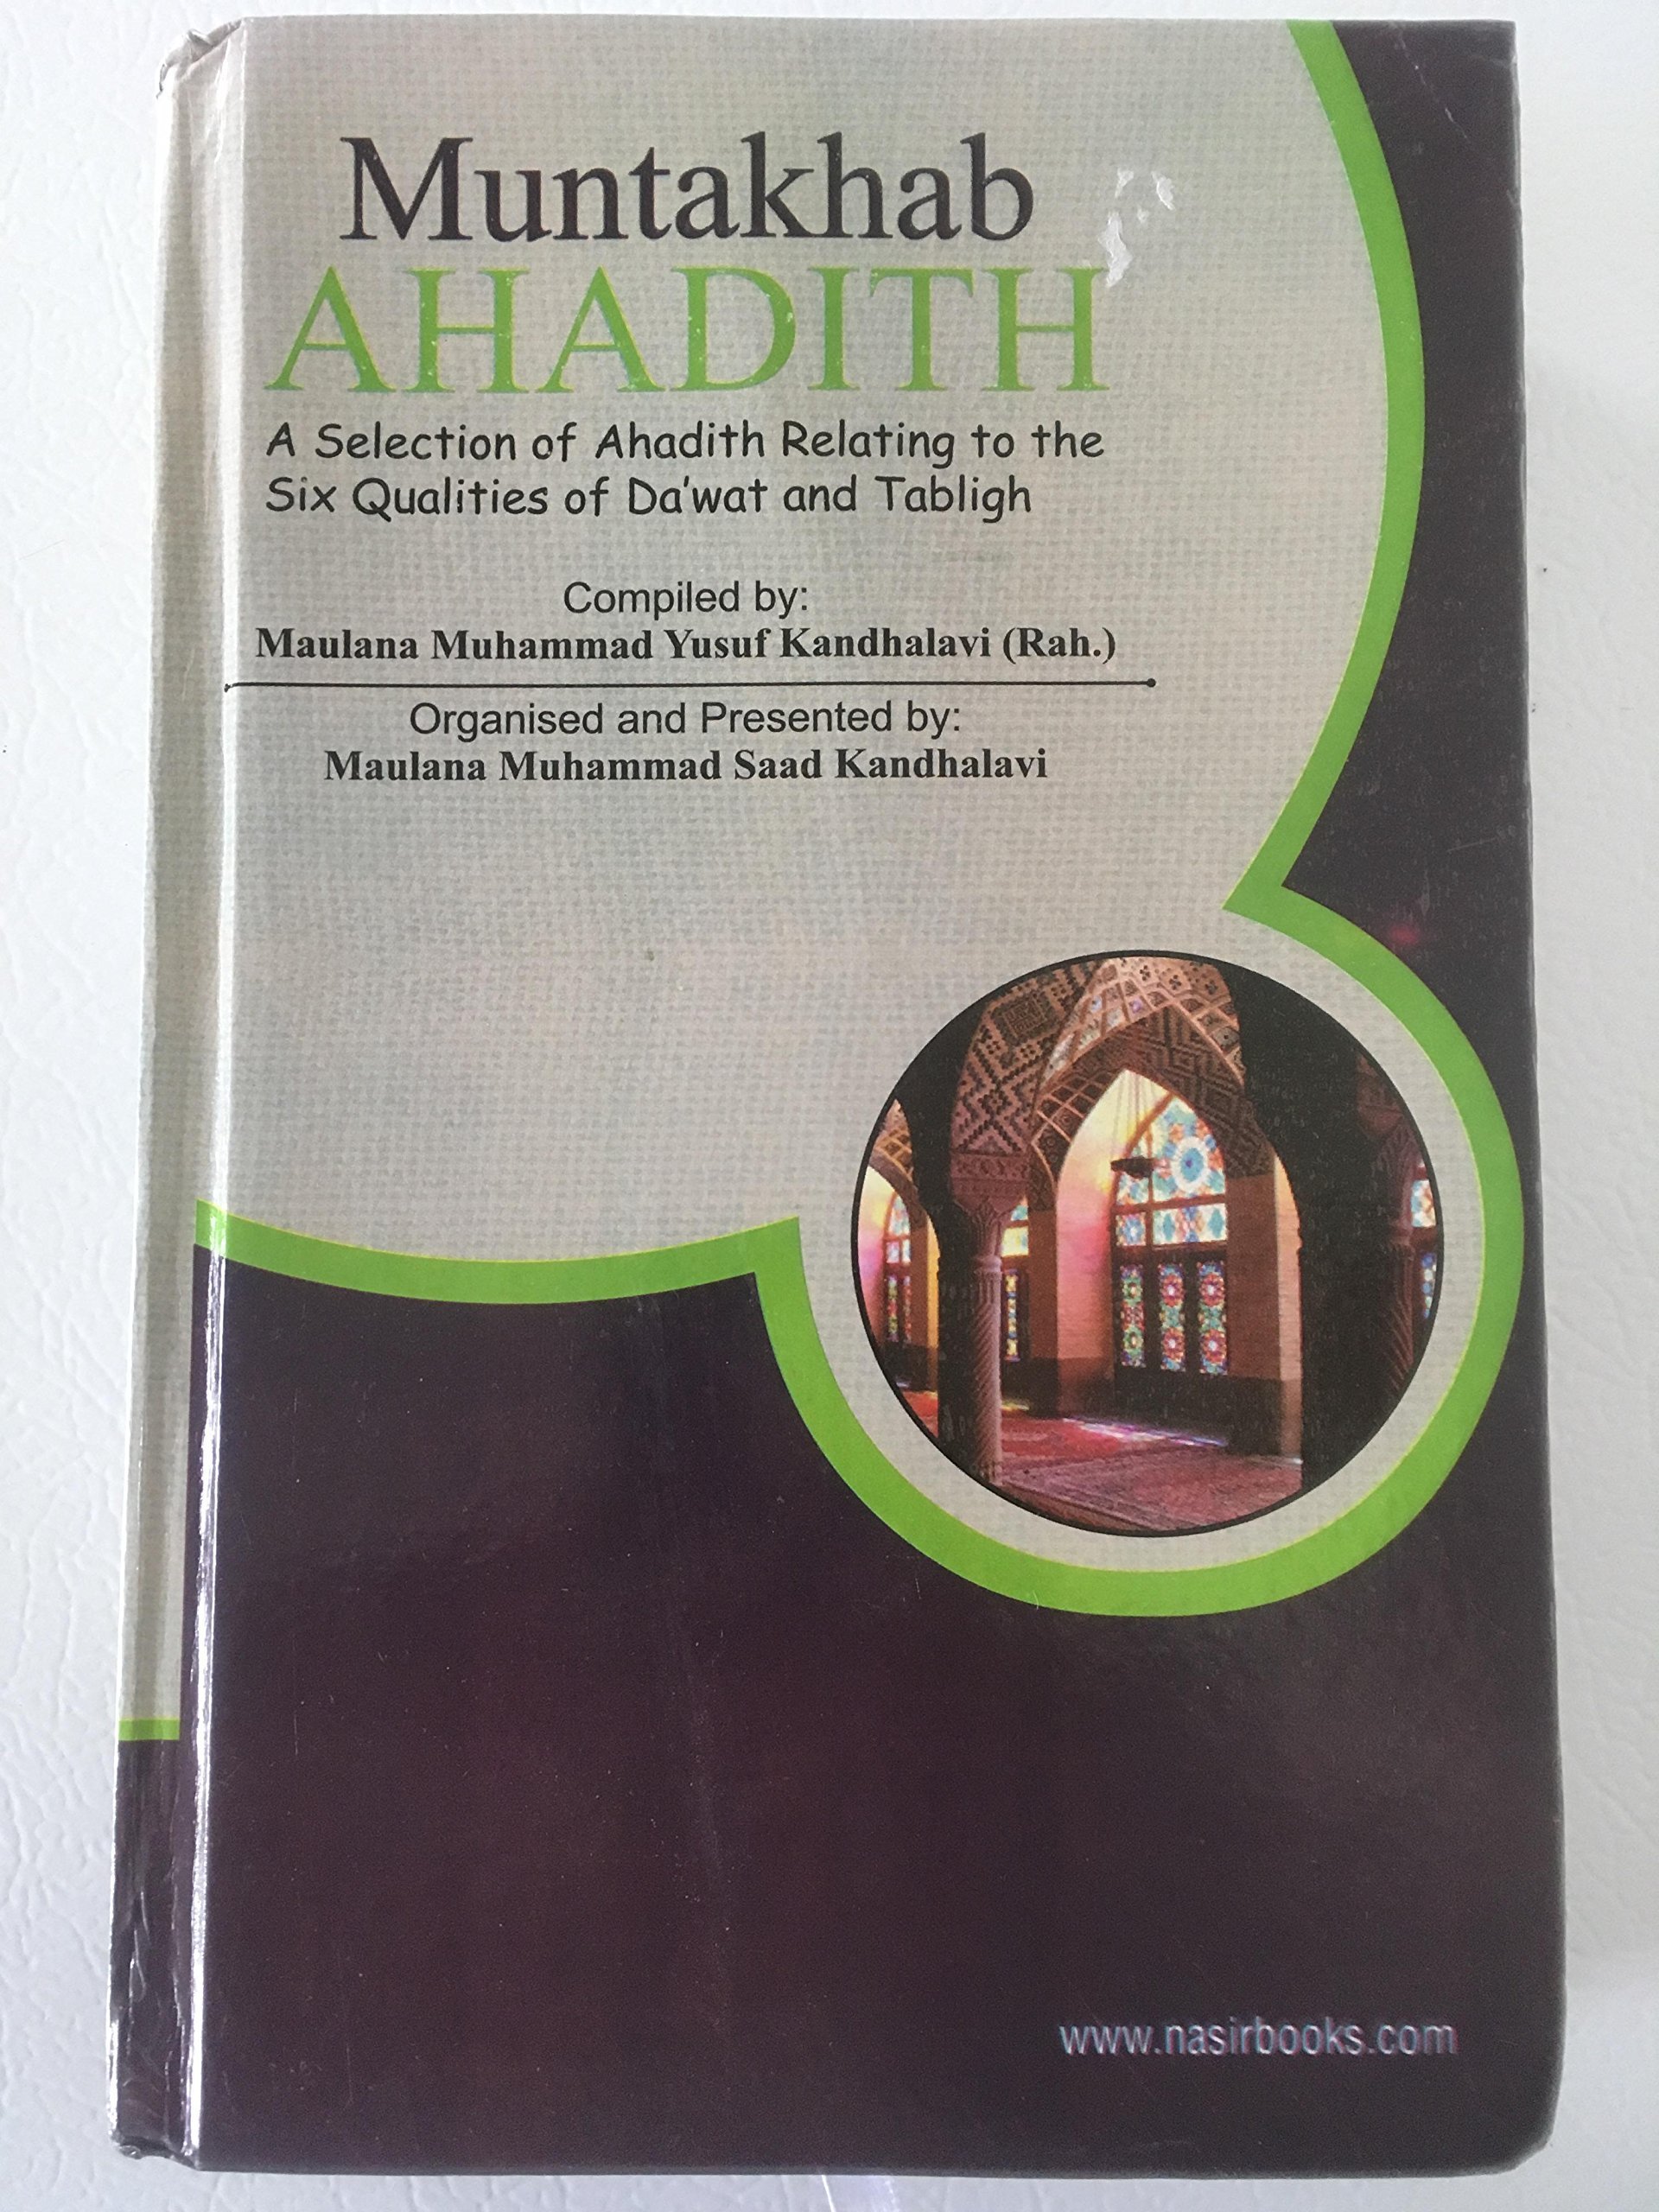 Muntakhab
AHADITH
A Selection of Ahadith Relating to the
Six Qualities of Da'wat and Tabligh
Compiled by:
Maulana Muhammad Yusuf Kandhalavi (Rah.)
Organised and Presented by:
Maulana Muhammad Saad Kandhalavi
www.nasirbooks.com